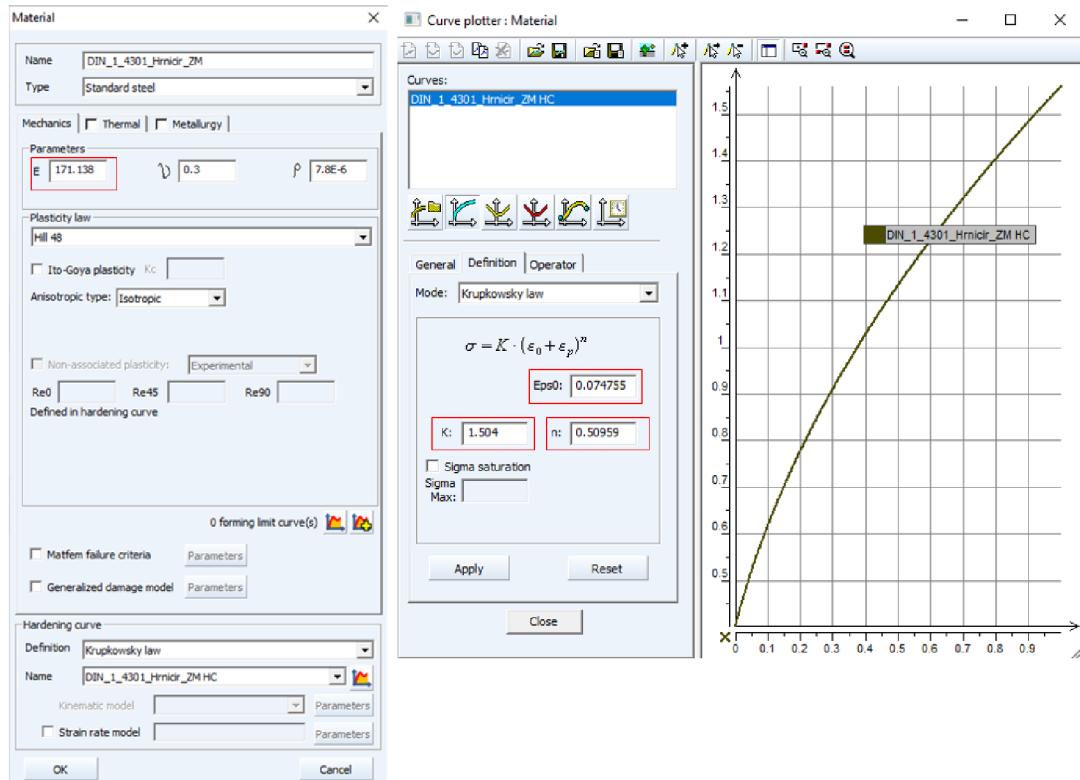 Material
Name DIN_1_4301_Hrnicir_ZM
Type Standard steel
Mechanics Thermal Metallurgy
Parameters
E 171.138 υ 0.3 ρ 7.8E-6
Plasticity law
Hill 48
Ito-Goya plasticity Kc
Anisotropic type: Isotropic
Non-associated plasticity: Experimental
Re0 Re45 Re90
Defined in hardening curve
0 forming limit curve(s)
Matfem failure criteria Parameters
Generalized damage model Parameters
Hardening curve
Definition Krupkowsky law
Name DIN_1_4301_Hrnicir_ZM HC
Kinematic model Parameters
Strain rate model Parameters
OK Cancel
Curve plotter : Material
Curves:
DIN_1_4301_Hrnicir_ZM HC
General Definition Operator
Mode: Krupkowsky law
σ = K · (ε0 + εp)^n
Eps0: 0.074755
K: 1.504 n: 0.50959
Sigma saturation
Sigma
Max:
Apply Reset
Close
1.5
1.4
1.3
DIN_1_4301_Hrnicir_ZM HC
1.2
1.1
1
0.9
0.8
0.7
0.6
0.5
0 0.1 0.2 0.3 0.4 0.5 0.6 0.7 0.8 0.9